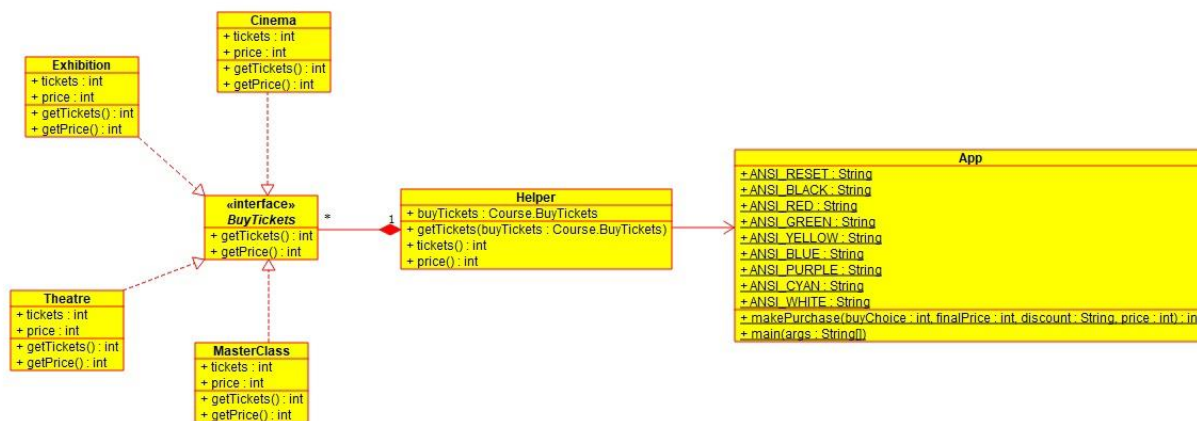 Cinema
+ tickets : int
+ price : int
+ getTickets() : int
+ getPrice() : int
Exhibition
+ tickets : int
+ price : int
+ getTickets() : int
+ getPrice() : int
«interface»
BuyTickets
+ getTickets() : int
+ getPrice() : int
*
1
Helper
+ buyTickets : Course.BuyTickets
+ getTickets(buyTickets : Course.BuyTickets)
+ tickets() : int
+ price() : int
App
+ ANSI_RESET : String
+ ANSI_BLACK : String
+ ANSI_RED : String
+ ANSI_GREEN : String
+ ANSI_YELLOW : String
+ ANSI_BLUE : String
+ ANSI_PURPLE : String
+ ANSI_CYAN : String
+ ANSI_WHITE : String
+ makePurchase(buyChoice : int, finalPrice : int, discount : String, price : int) : in
+ main(args : String[])
Theatre
+ tickets : int
+ price : int
+ getTickets() : int
+ getPrice() : int
MasterClass
+ tickets : int
+ price : int
+ getTickets() : int
+ getPrice() : int